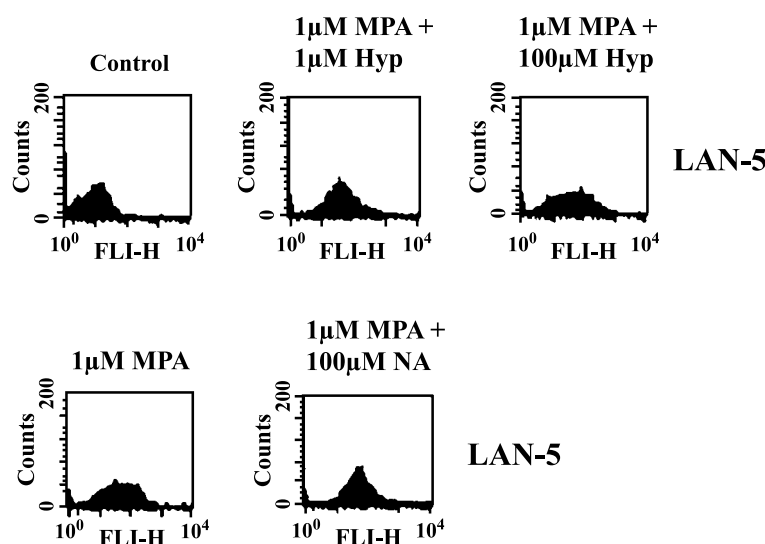 Control
1μM MPA +
1μM Hyp
1μM MPA +
100μM Hyp
Counts
200
0
10⁰
10⁴
FLI-H
Counts
200
0
10⁰
10⁴
FLI-H
Counts
200
0
10⁰
10⁴
FLI-H
LAN-5
1μM MPA
1μM MPA +
100μM NA
Counts
200
0
10⁰
10⁴
FLI-H
Counts
200
0
10⁰
10⁴
FLI-H
LAN-5